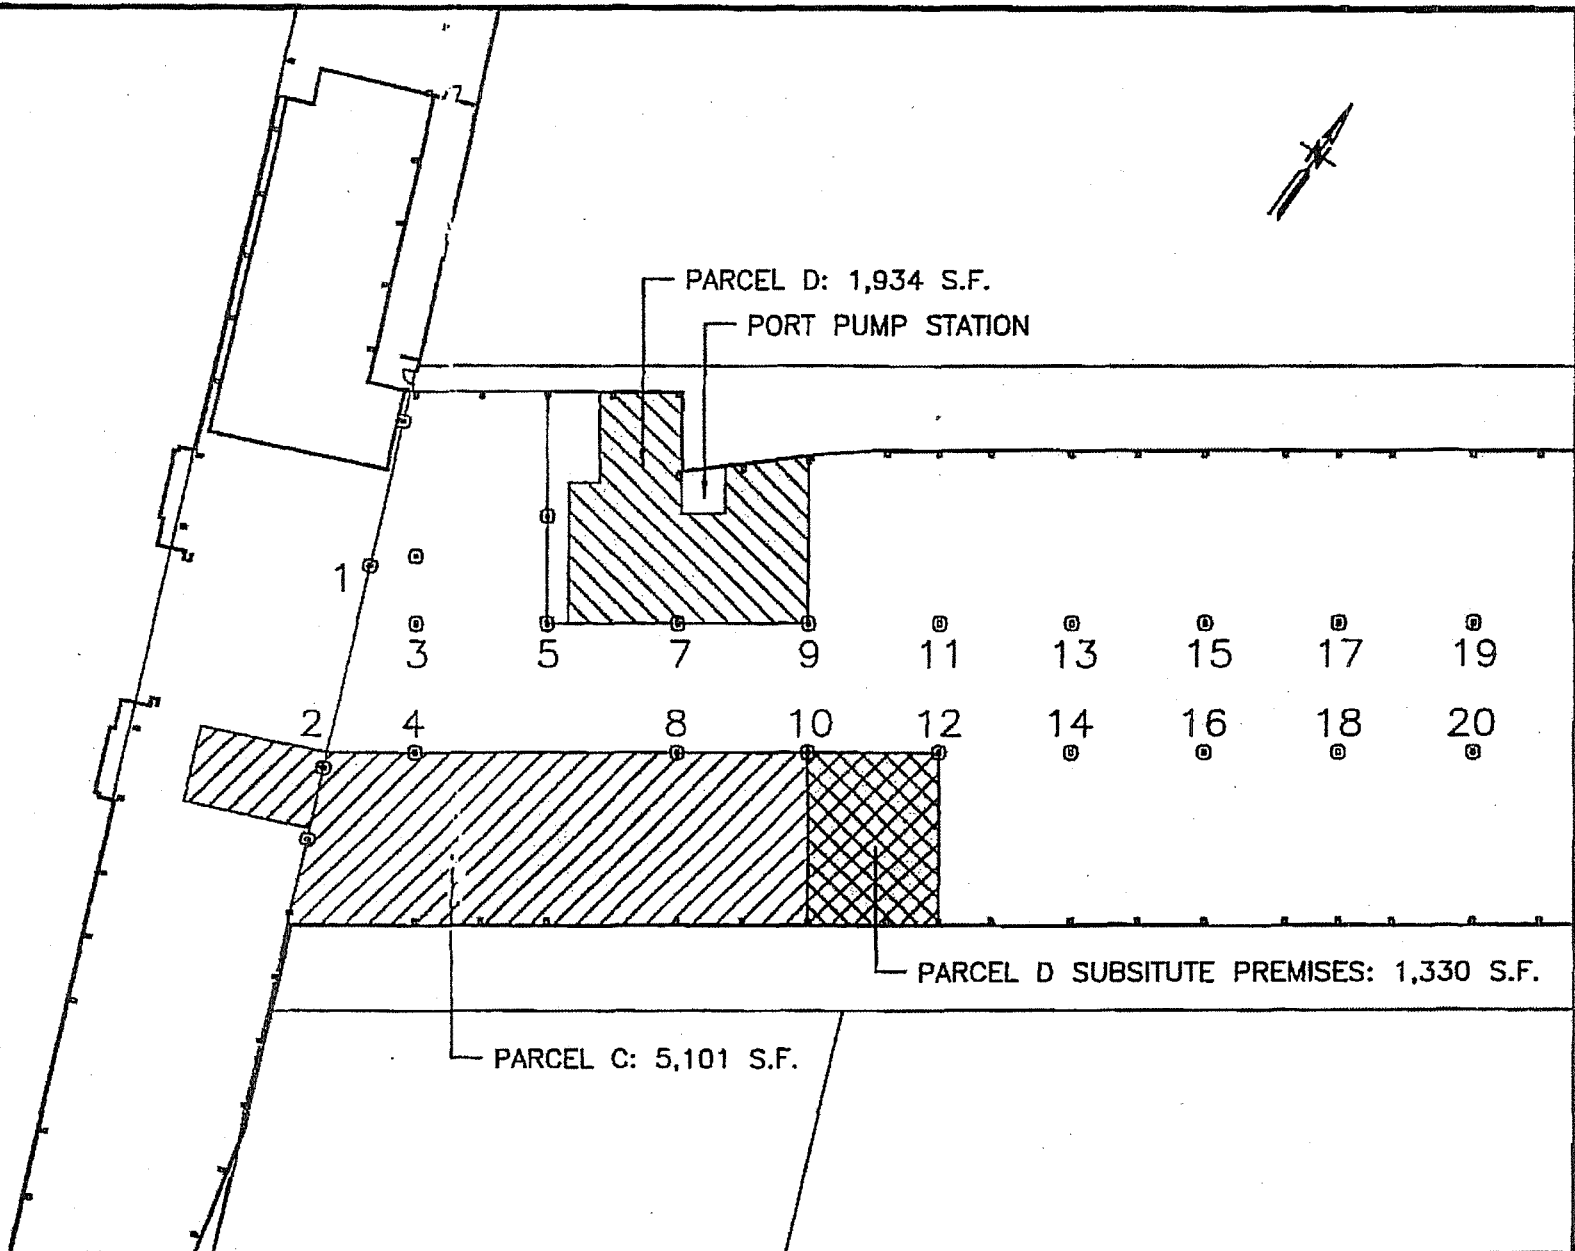 PARCEL D: 1,934 S.F.
PORT PUMP STATION
1
3 5 7 9 11 13 15 17 19
2 4 8 10 12 14 16 18 20
PARCEL D SUBSITUTE PREMISES: 1,330 S.F.
PARCEL C: 5,101 S.F.